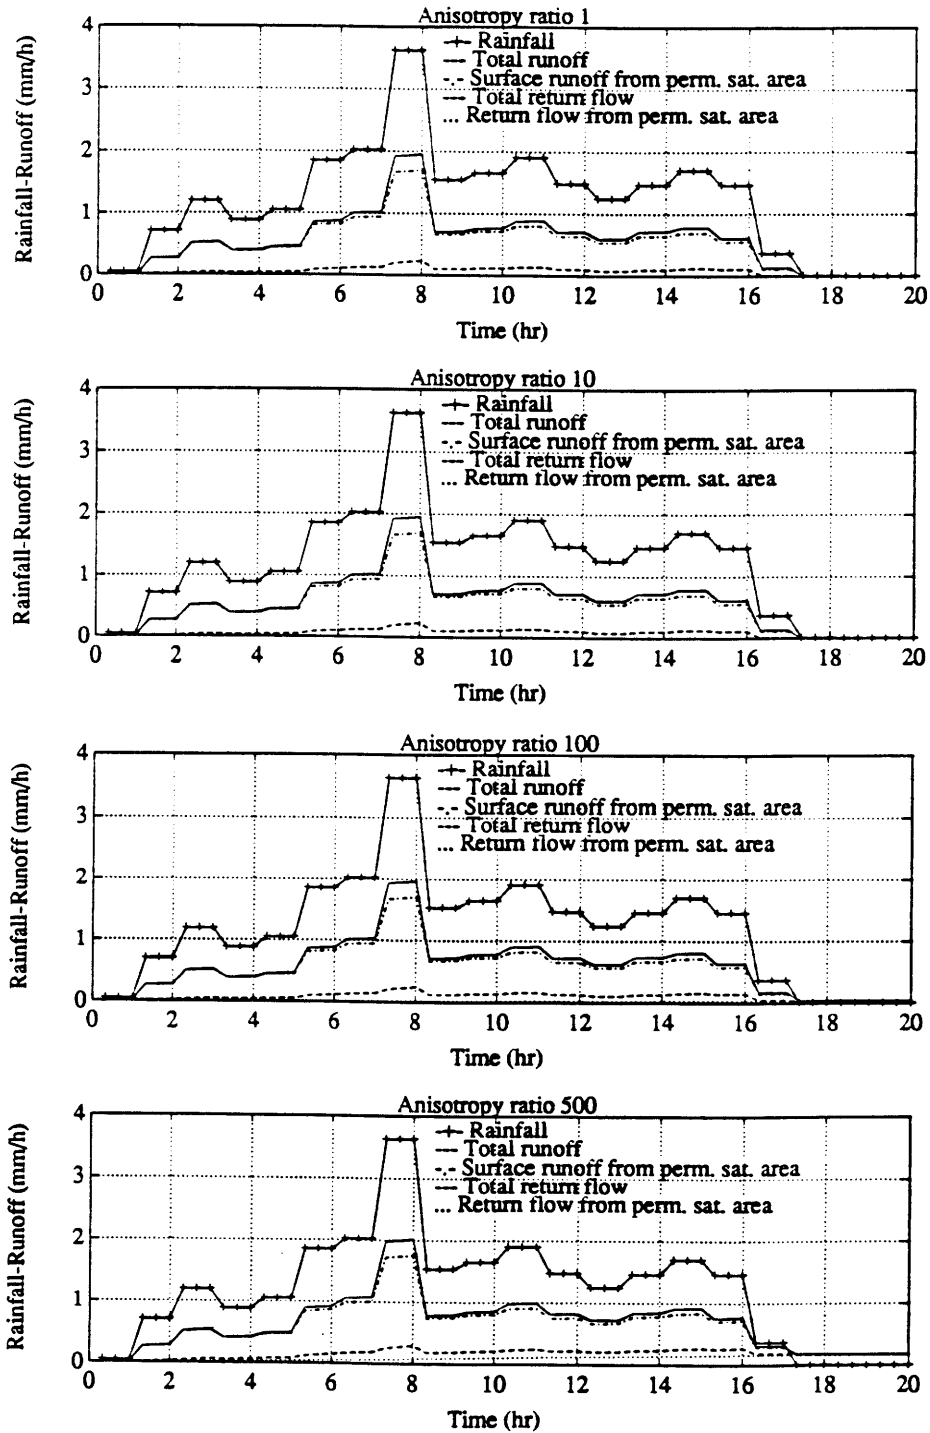 Anisotropy ratio 1
Rainfall
Total runoff
Surface runoff from perm. sat. area
Total return flow
... Return flow from perm. sat. area
Rainfall-Runoff (mm/h)
4
3
2
1
0
0 2 4 6 8 10 12 14 16 18 20
Time (hr)
Anisotropy ratio 10
Rainfall
Total runoff
Surface runoff from perm. sat. area
Total return flow
... Return flow from perm. sat. area
Rainfall-Runoff (mm/h)
4
3
2
1
0
0 2 4 6 8 10 12 14 16 18 20
Time (hr)
Anisotropy ratio 100
Rainfall
Total runoff
Surface runoff from perm. sat. area
Total return flow
... Return flow from perm. sat. area
Rainfall-Runoff (mm/h)
4
3
2
1
0
0 2 4 6 8 10 12 14 16 18 20
Time (hr)
Anisotropy ratio 500
Rainfall
Total runoff
Surface runoff from perm. sat. area
Total return flow
... Return flow from perm. sat. area
Rainfall-Runoff (mm/h)
4
3
2
1
0
0 2 4 6 8 10 12 14 16 18 20
Time (hr)